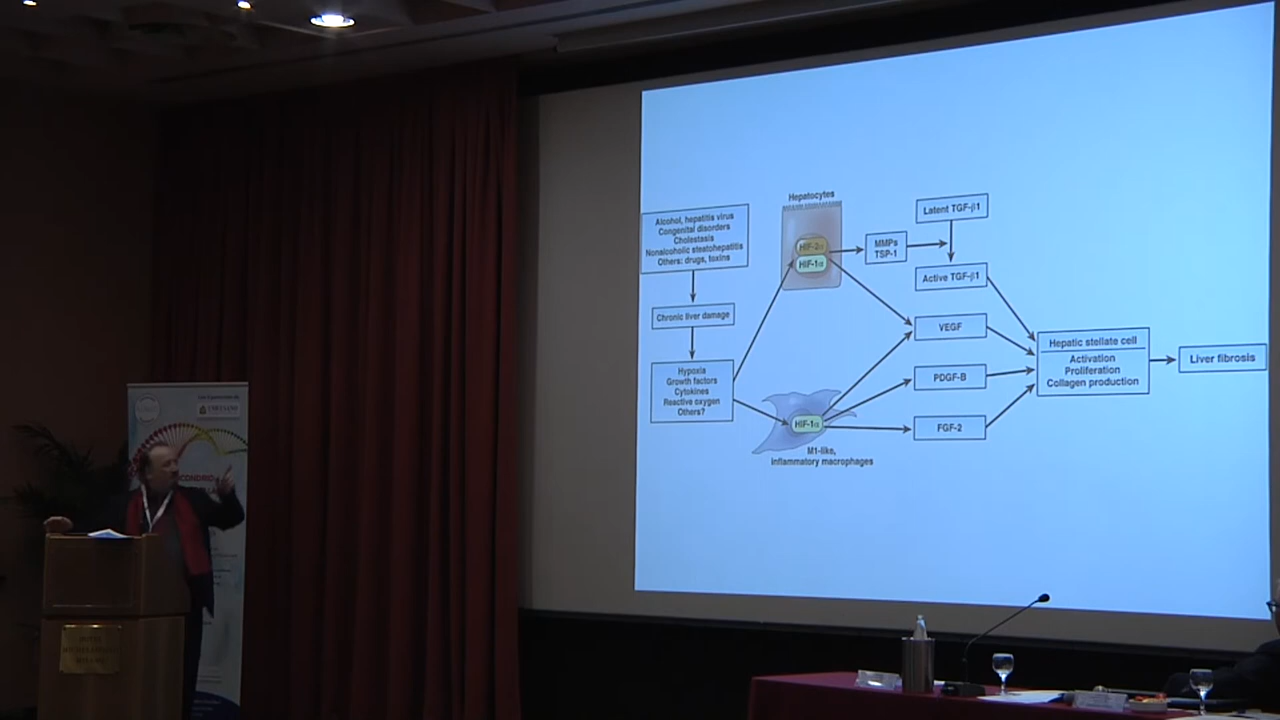 Alcohol, hepatitis virus
Congenital disorders
Cholestasis
Nonalcoholic steatohepatitis
Others: drugs, toxins
Chronic liver damage
Hypoxia
Growth factors
Cytokines
Reactive oxygen
Others?
Hepatocytes
HIF-2α
HIF-1α
HIF-1α
M1-like,
inflammatory macrophages
MMPs
TSP-1
Latent TGF-β1
Active TGF-β1
VEGF
PDGF-B
FGF-2
Hepatic stellate cell
Activation
Proliferation
Collagen production
Liver fibrosis